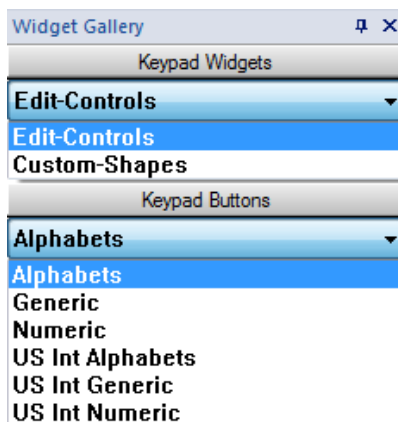 Widget Gallery
Keypad Widgets
Edit-Controls
Edit-Controls
Custom-Shapes
Keypad Buttons
Alphabets
Alphabets
Generic
Numeric
US Int Alphabets
US Int Generic
US Int Numeric